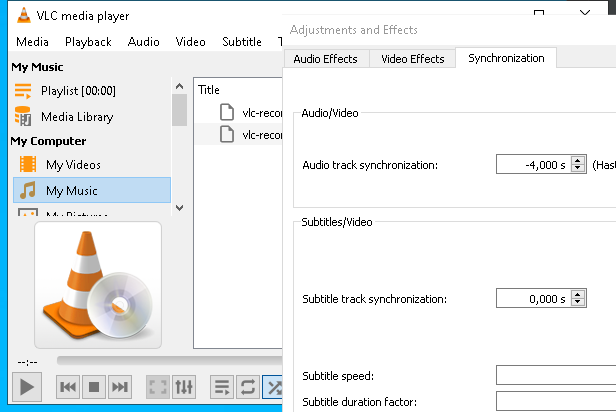 VLC media player
Adjustments and Effects
Media Playback Audio Video Subtitle
Audio Effects Video Effects Synchronization
My Music
Playlist [00:00]
Media Library
My Computer
My Videos
My Music
My Pictures
Title
vlc-recor
vlc-recor
Audio/Video
Audio track synchronization: -4,000 s (Hast
Subtitles/Video
Subtitle track synchronization: 0,000 s
Subtitle speed:
Subtitle duration factor:
--:--